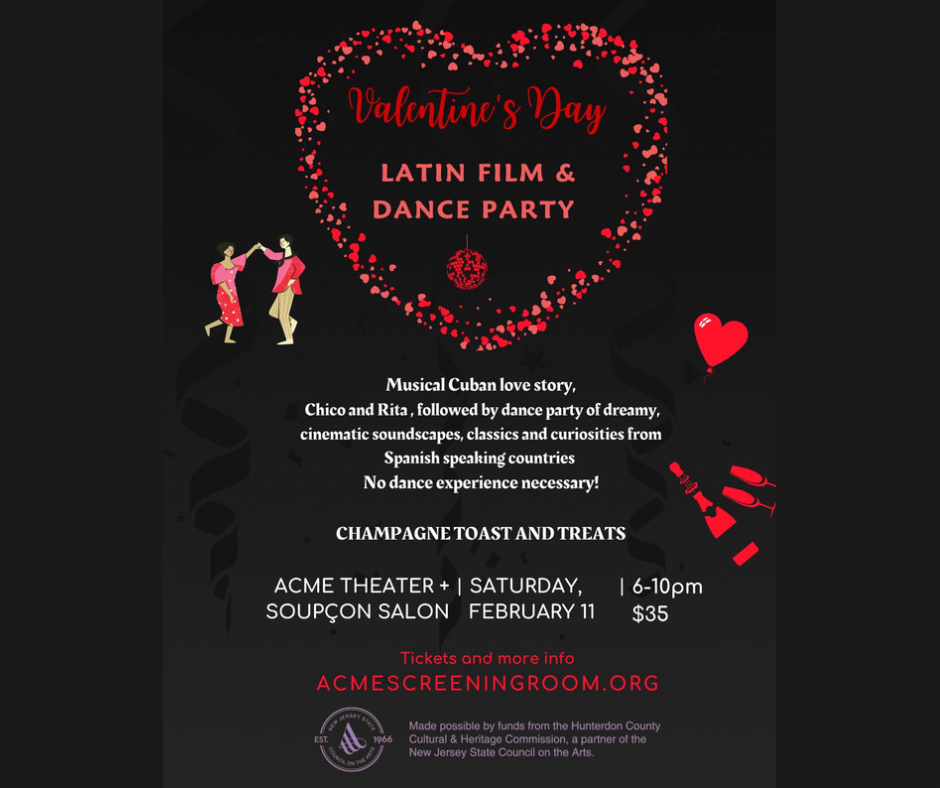 Valentine's Day
LATIN FILM &
DANCE PARTY
Musical Cuban love story,
Chico and Rita , followed by dance party of dreamy,
cinematic soundscapes, classics and curiosities from
Spanish speaking countries
No dance experience necessary!
CHAMPAGNE TOAST AND TREATS
ACME THEATER + | SATURDAY, | 6-10pm
SOUPÇON SALON FEBRUARY 11 $35
Tickets and more info
ACMESCREENINGROOM.ORG
NEW JERSEY STATE
EST. 1966
COUNCIL ON THE ARTS
Made possible by funds from the Hunterdon County
Cultural & Heritage Commission, a partner of the
New Jersey State Council on the Arts.